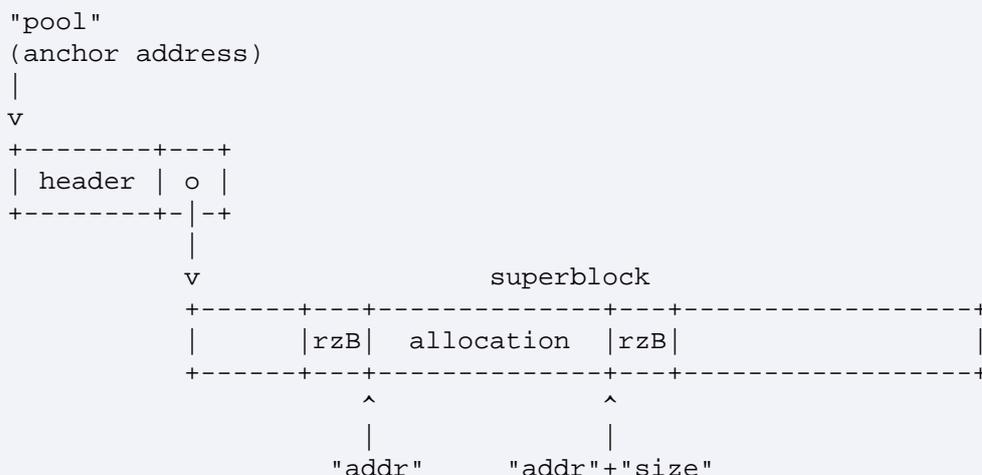 "pool"
(anchor address)
|
v
+--------+---+
| header | o |
+--------+-|-+
           |
           v                  superblock
           +------+---+--------------+---+------------------+
           |      |rzB|  allocation  |rzB|                  |
           +------+---+--------------+---+------------------+
                      ^              ^
                      |              |
                    "addr"     "addr"+"size"